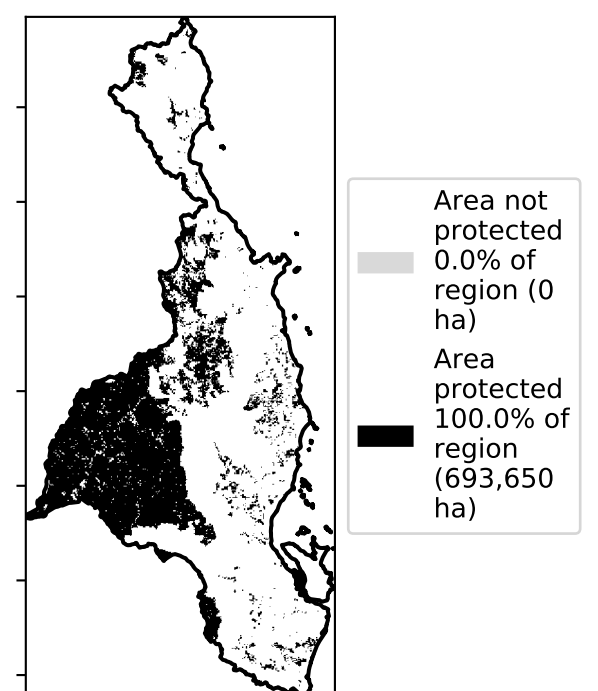 Area not
protected
0.0% of
region (0
ha)
Area
protected
100.0% of
region
(693,650
ha)